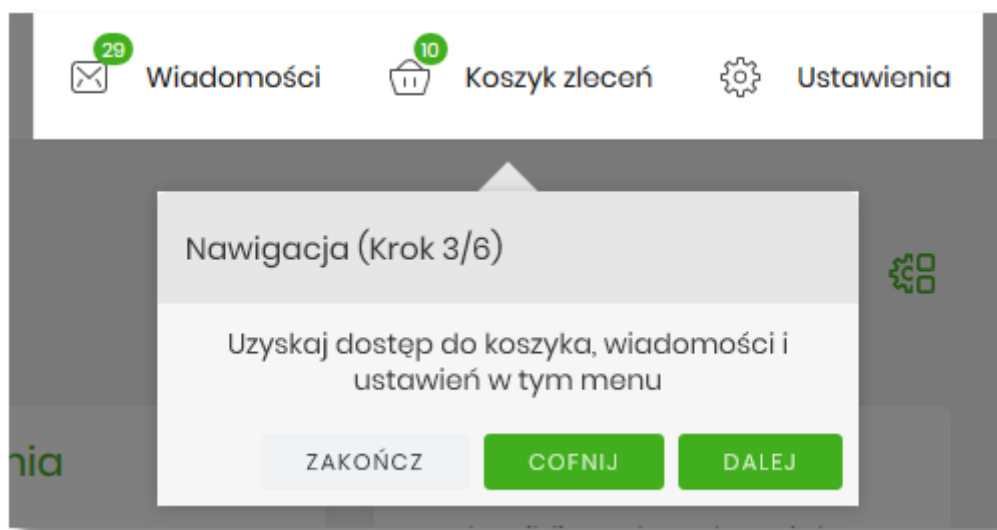 29
Wiadomości
10
Koszyk zleceń
Ustawienia
Nawigacja (Krok 3/6)
Uzyskaj dostęp do koszyka, wiadomości i
ustawień w tym menu
nia
ZAKOŃCZ
COFNIJ
DALEJ